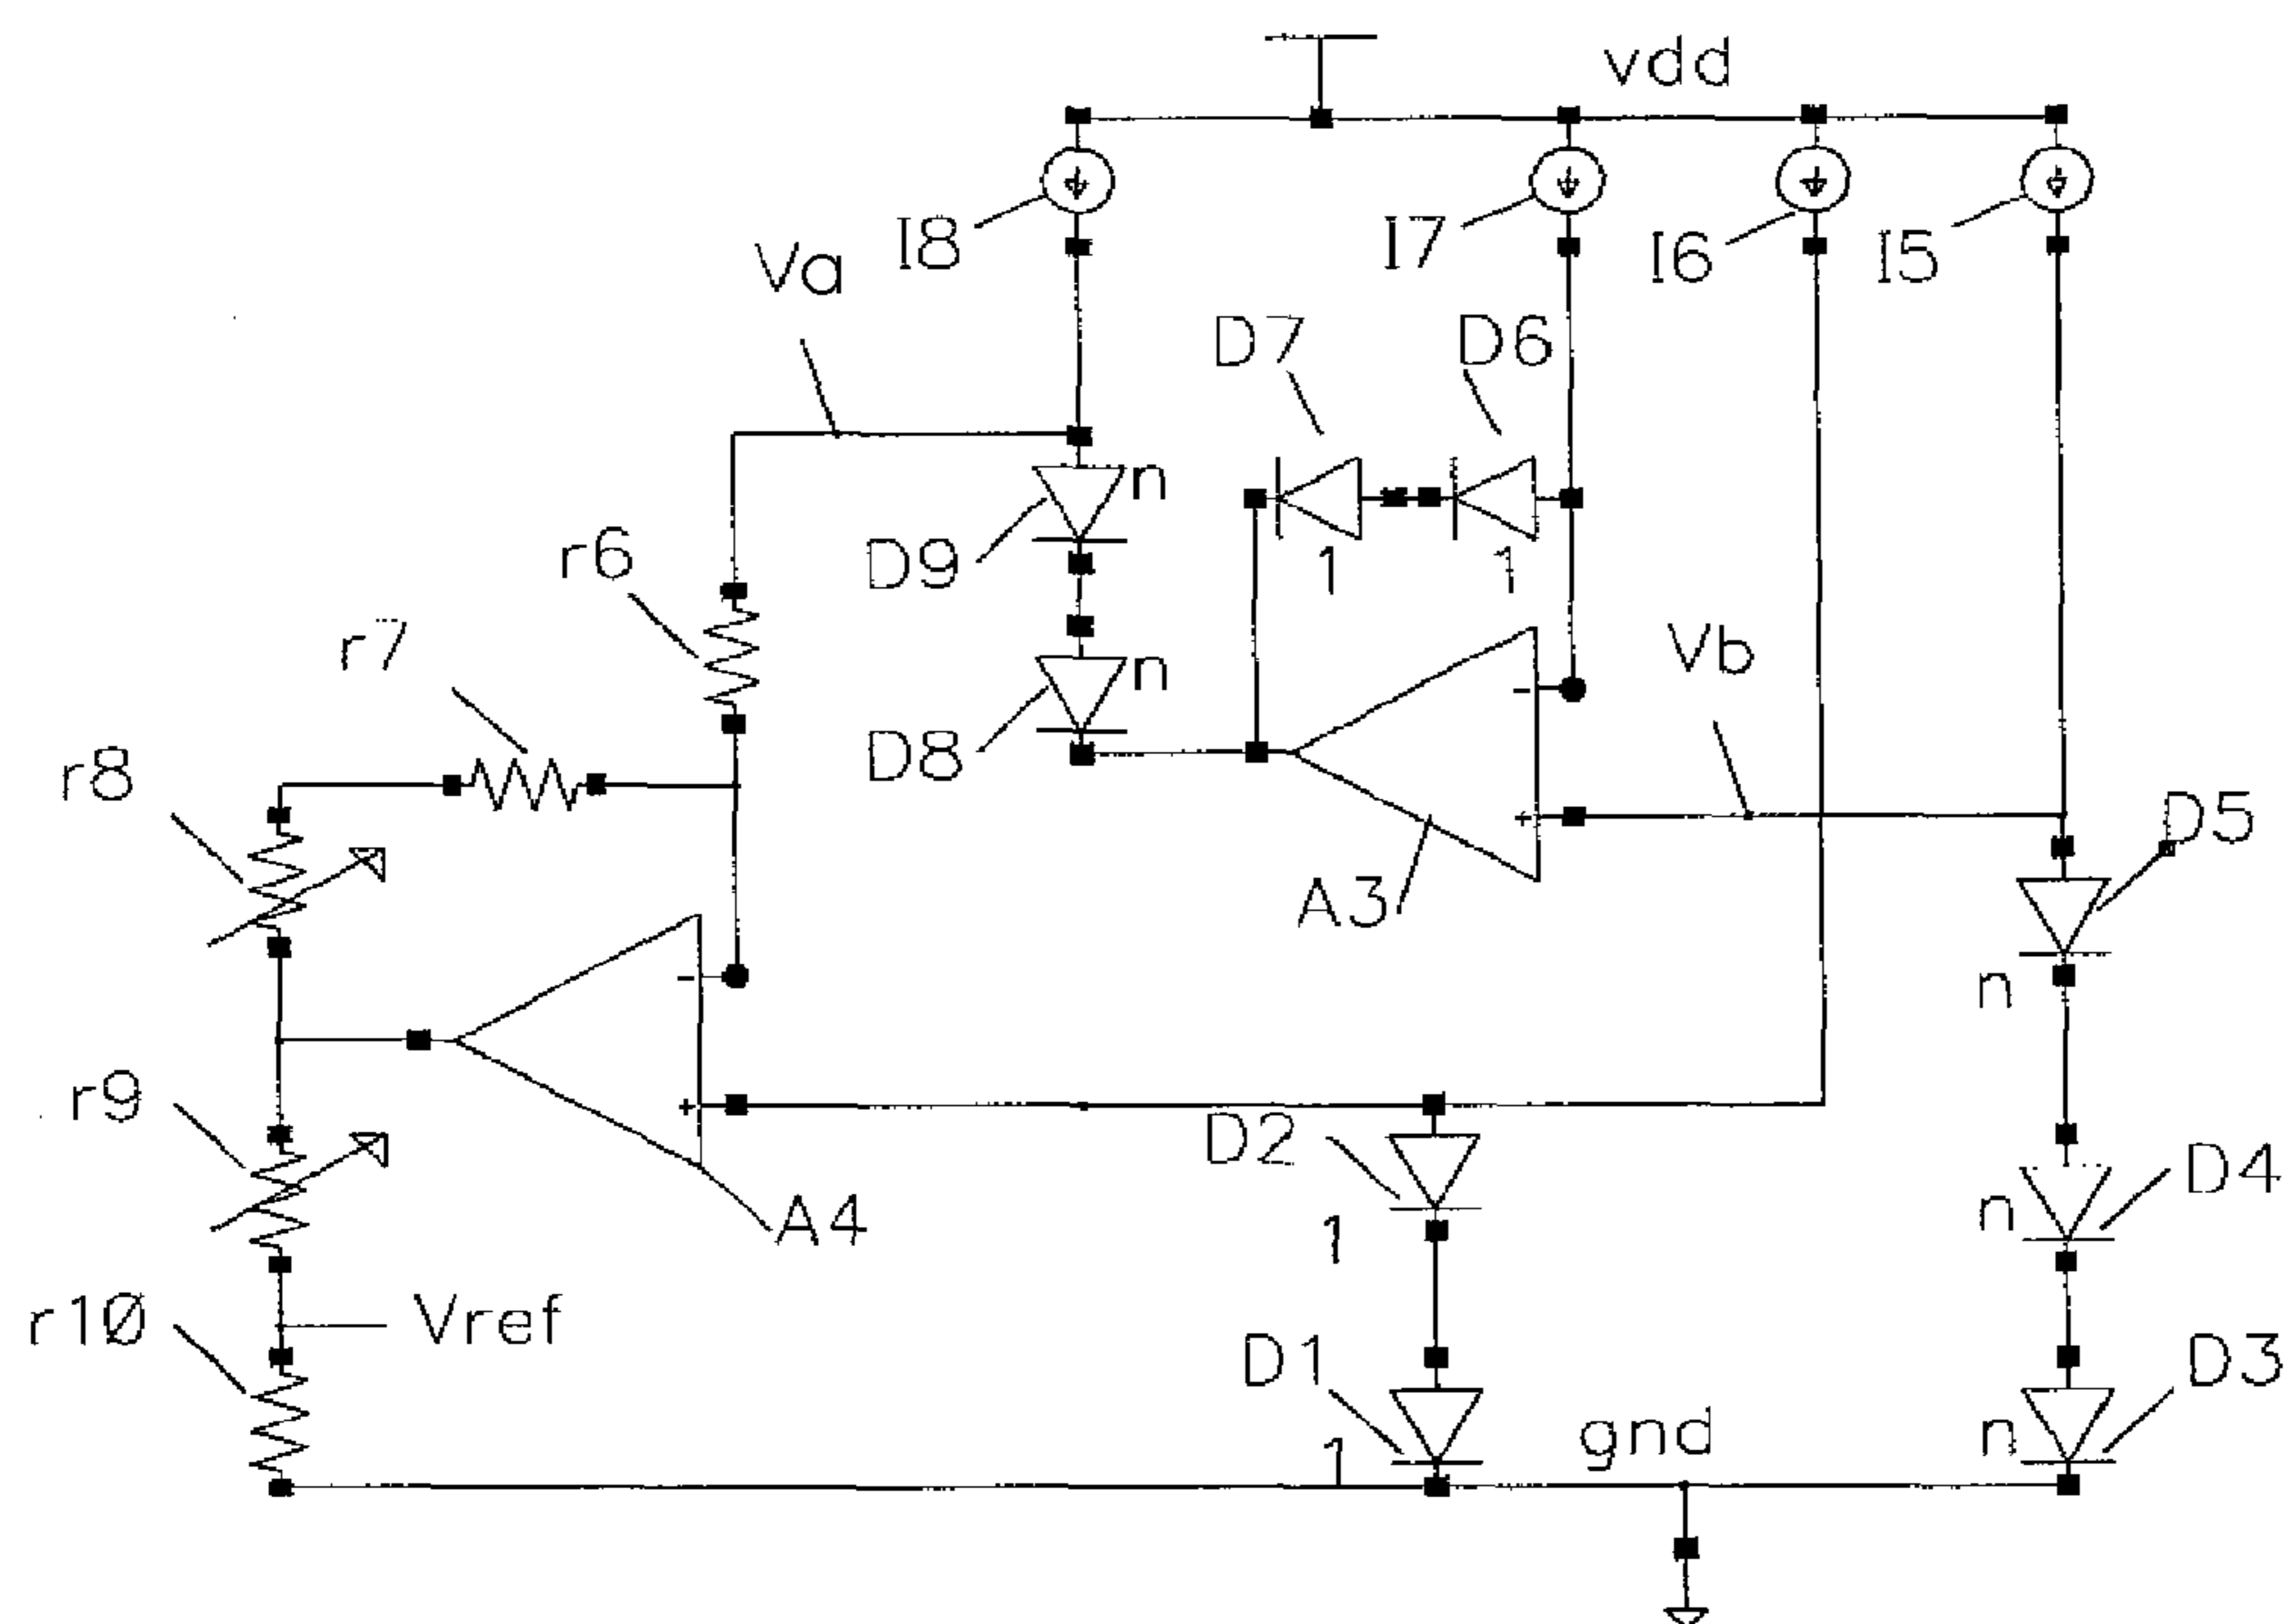 vdd
I8
I7
I6
I5
Va
D7
D6
n
D9
1
1
r6
r7
Vb
n
D8
r8
-
+
D5
A3
n
-
r9
+
D2
D4
1
n
A4
r10
Vref
D1
D3
1
gnd
n